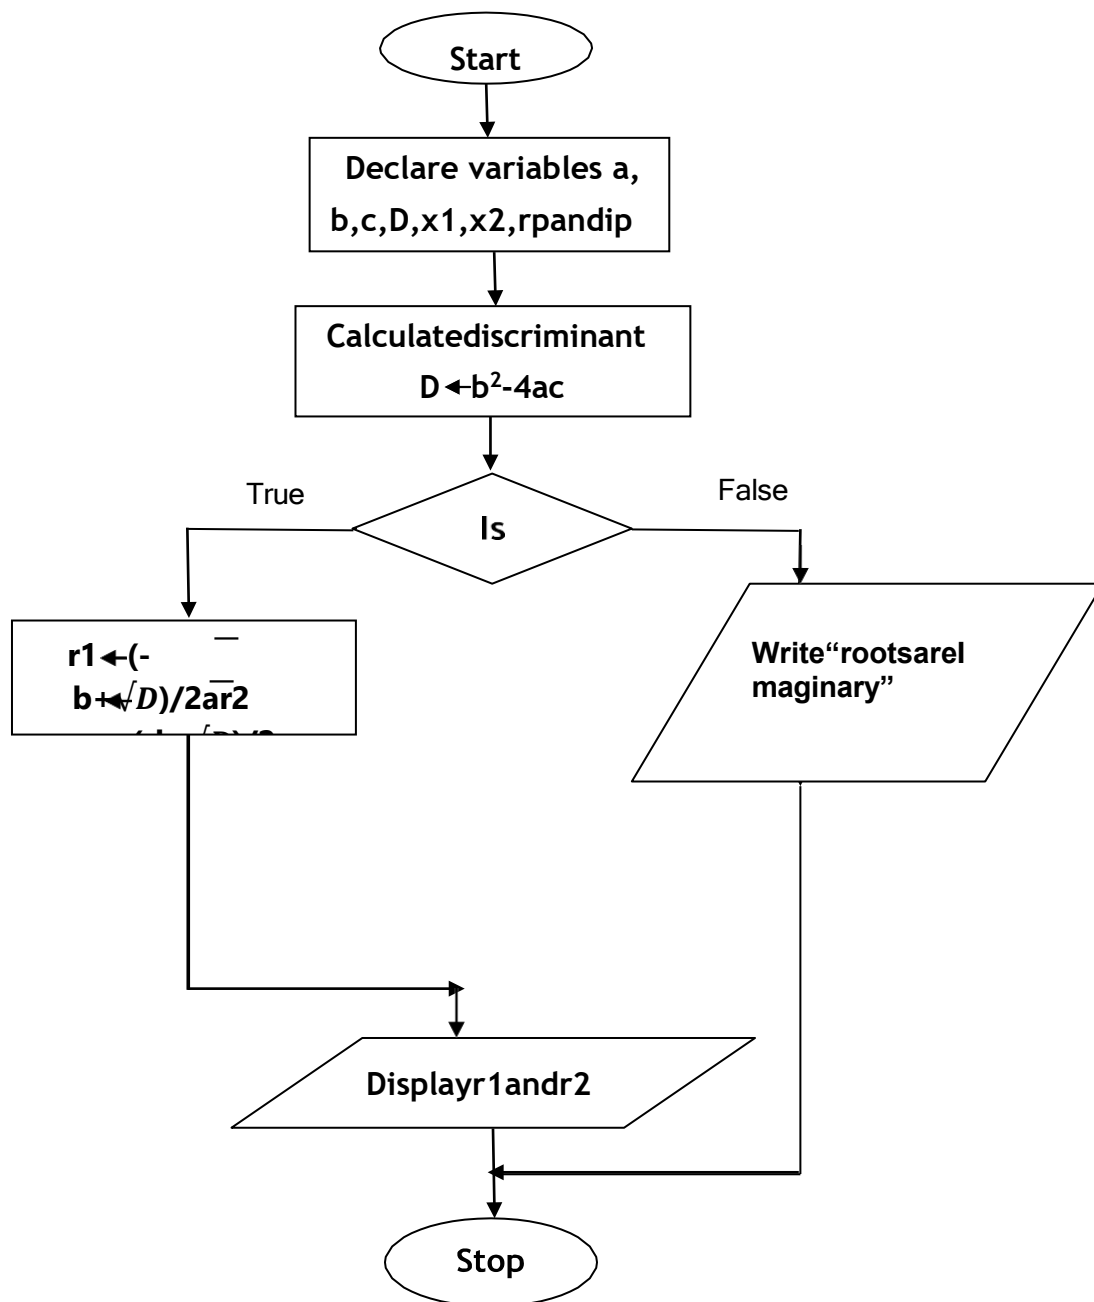 Start
Declare variables a,
b,c,D,x1,x2,rpandip
Calculatediscriminant
D←b²-4ac
True
False
Is
r1←(-
b+√D)/2ar2
Write“rootsareI
maginary”
Displayr1andr2
Stop